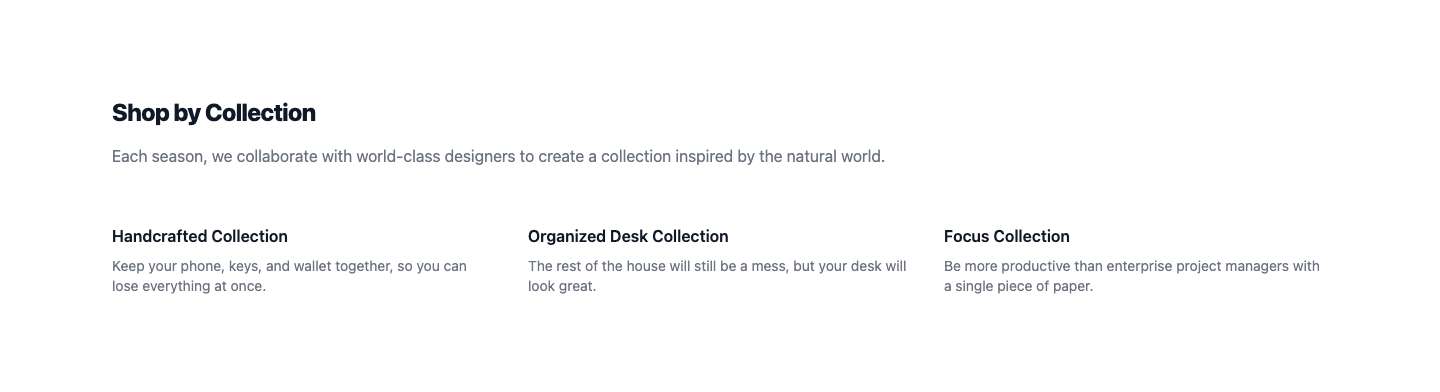 Shop by Collection
Each season, we collaborate with world-class designers to create a collection inspired by the natural world.
Handcrafted Collection
Keep your phone, keys, and wallet together, so you can
lose everything at once.
Organized Desk Collection
The rest of the house will still be a mess, but your desk will
look great.
Focus Collection
Be more productive than enterprise project managers with
a single piece of paper.